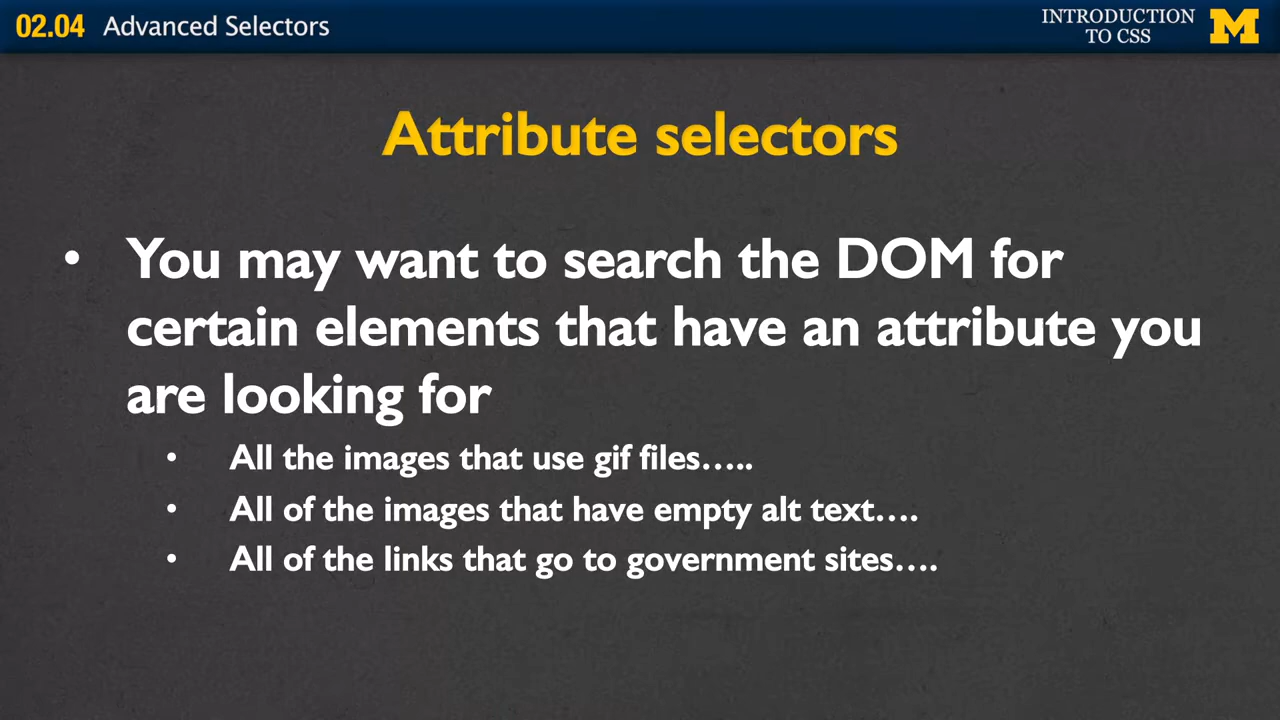 02.04 Advanced Selectors
INTRODUCTION
TO CSS
M
Attribute selectors
• You may want to search the DOM for
certain elements that have an attribute you
are looking for
• All the images that use gif files.....
• All of the images that have empty alt text....
• All of the links that go to government sites....